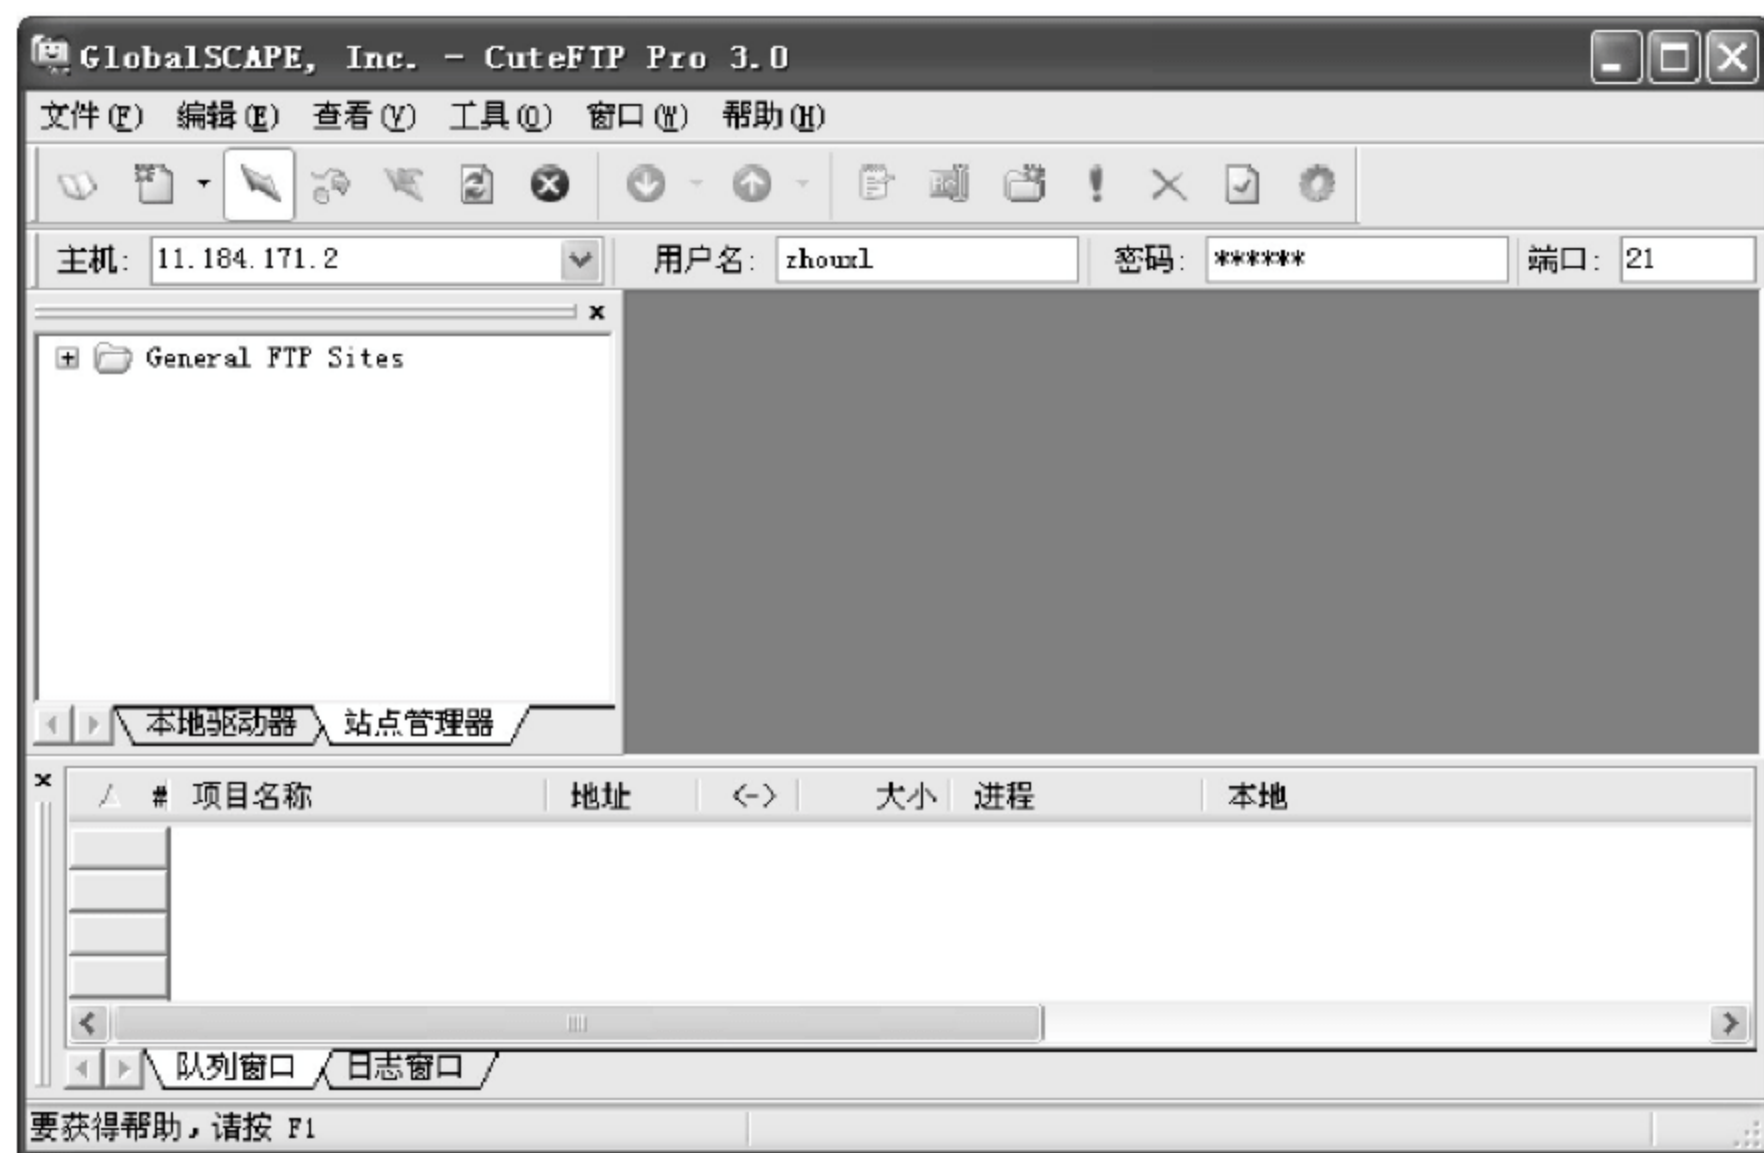 GlobalSCAPE, Inc. - CuteFTP Pro 3.0
文件(F) 编辑(E) 查看(V) 工具(O) 窗口(W) 帮助(H)
主机: 11.184.171.2 用户名: zhouxl 密码: ****** 端口: 21
General FTP Sites
本地驱动器 站点管理器
# 项目名称 地址 <-> 大小 进程 本地
队列窗口 日志窗口
要获得帮助，请按 F1